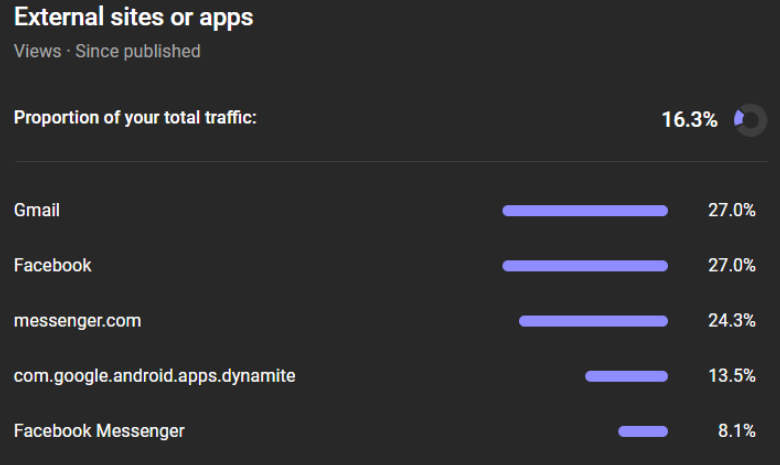 External sites or apps
Views · Since published
Proportion of your total traffic: 16.3%
Gmail 27.0%
Facebook 27.0%
messenger.com 24.3%
com.google.android.apps.dynamite 13.5%
Facebook Messenger 8.1%